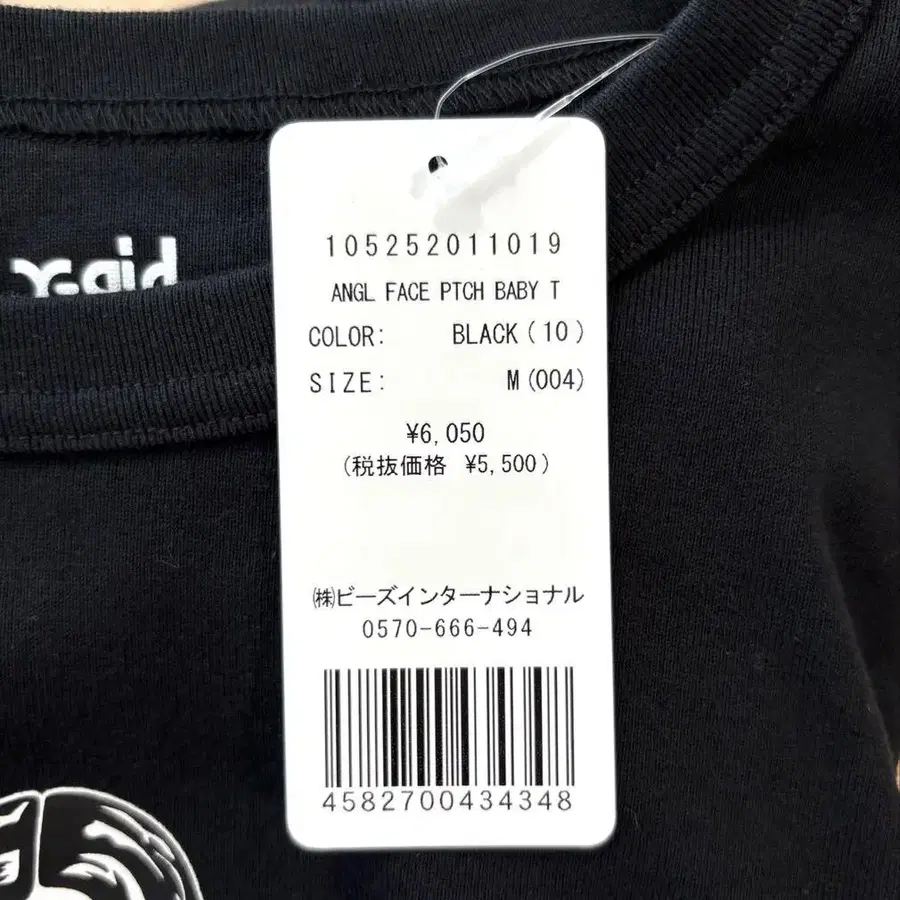 x-gid
105252011019
ANGL FACE PTCH BABY T
COLOR: BLACK(10)
SIZE: M(004)
¥6,050
(税抜価格 ¥5,500)
㈱ビーズインターナショナル
0570-666-494
4582700434348